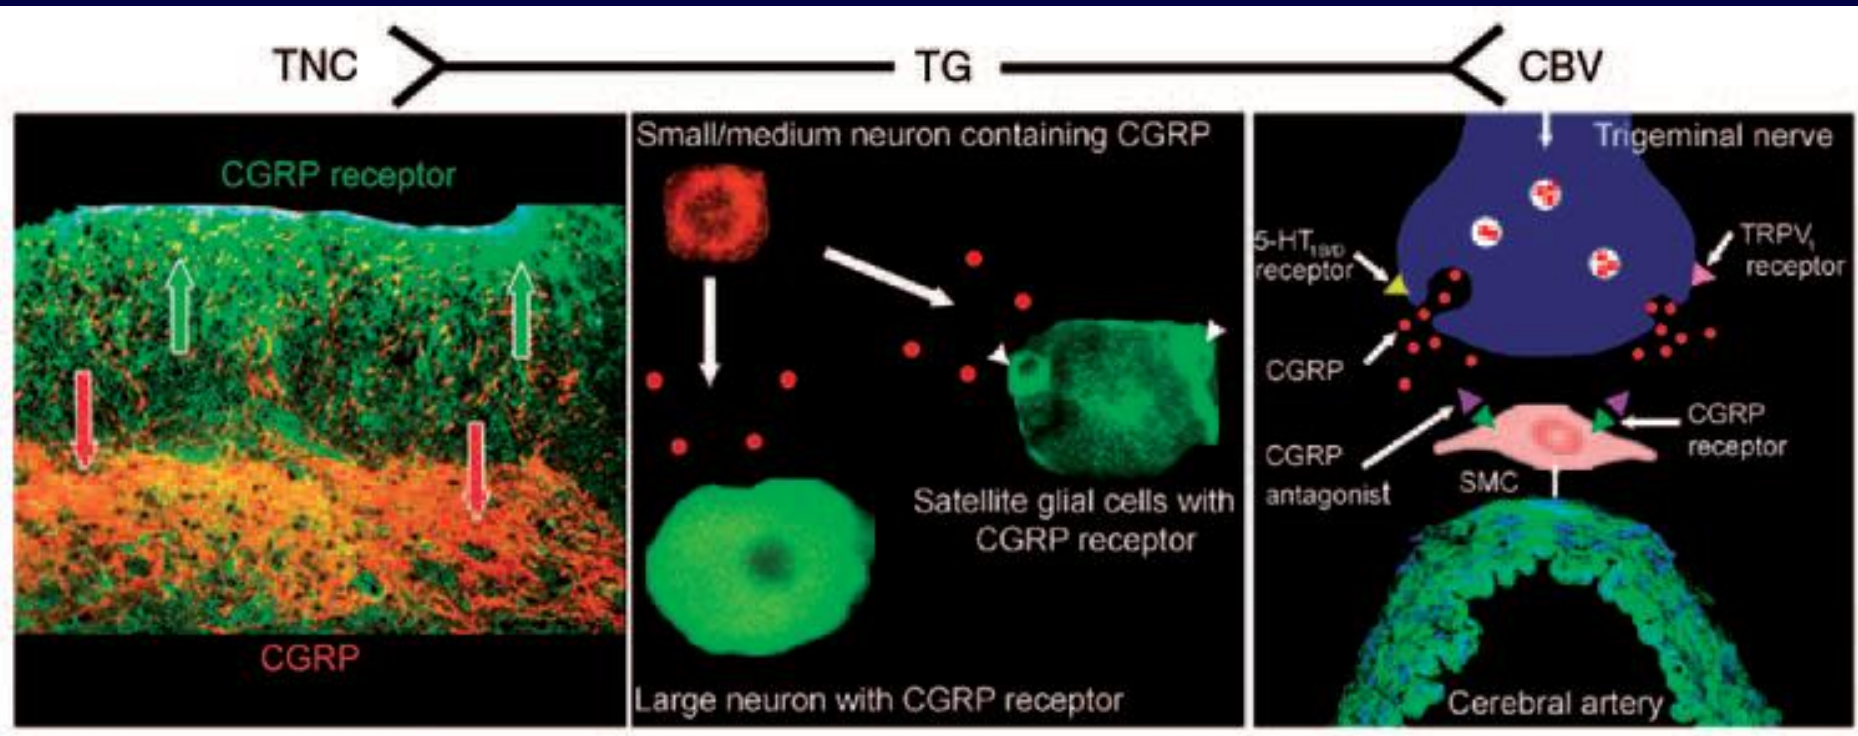 TNC TG CBV
CGRP receptor
CGRP
Small/medium neuron containing CGRP
Satellite glial cells with
CGRP receptor
Large neuron with CGRP receptor
Trigeminal nerve
5-HT1B/D
receptor
TRPV1
receptor
CGRP
CGRP
antagonist
CGRP
receptor
SMC
Cerebral artery